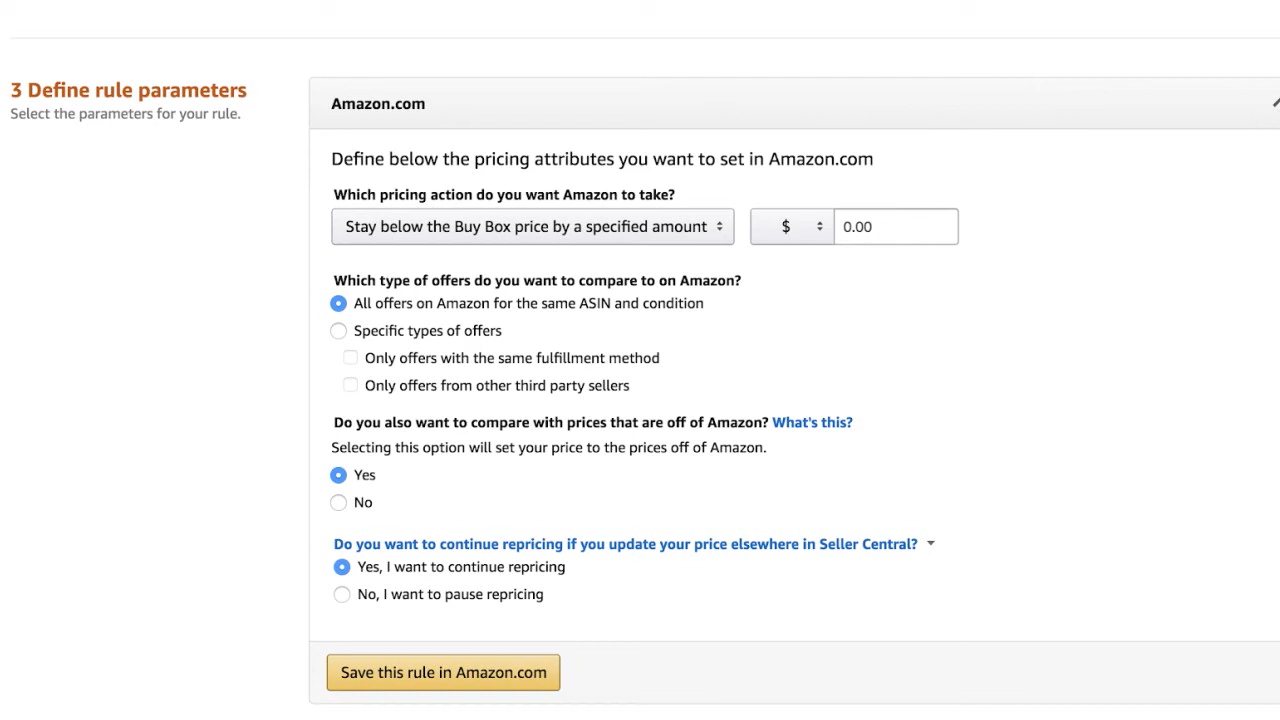 3 Define rule parameters
Select the parameters for your rule.
Amazon.com
Define below the pricing attributes you want to set in Amazon.com
Which pricing action do you want Amazon to take?
Stay below the Buy Box price by a specified amount $ 0.00
Which type of offers do you want to compare to on Amazon?
All offers on Amazon for the same ASIN and condition
Specific types of offers
Only offers with the same fulfillment method
Only offers from other third party sellers
Do you also want to compare with prices that are off of Amazon? What's this?
Selecting this option will set your price to the prices off of Amazon.
Yes
No
Do you want to continue repricing if you update your price elsewhere in Seller Central?
Yes, I want to continue repricing
No, I want to pause repricing
Save this rule in Amazon.com